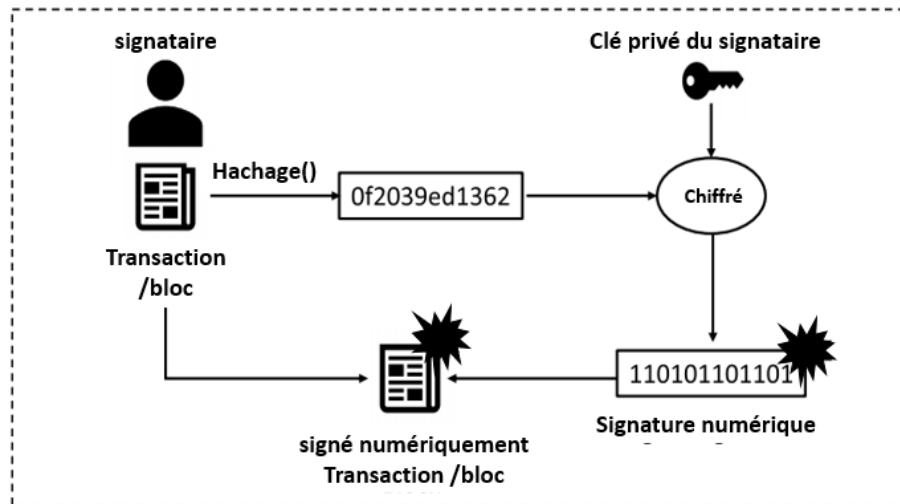 signataire
Clé privé du signataire
Hachage()
0f2039ed1362
Chiffré
Transaction
/bloc
110101101101
Signature numérique
signé numériquement
Transaction /bloc